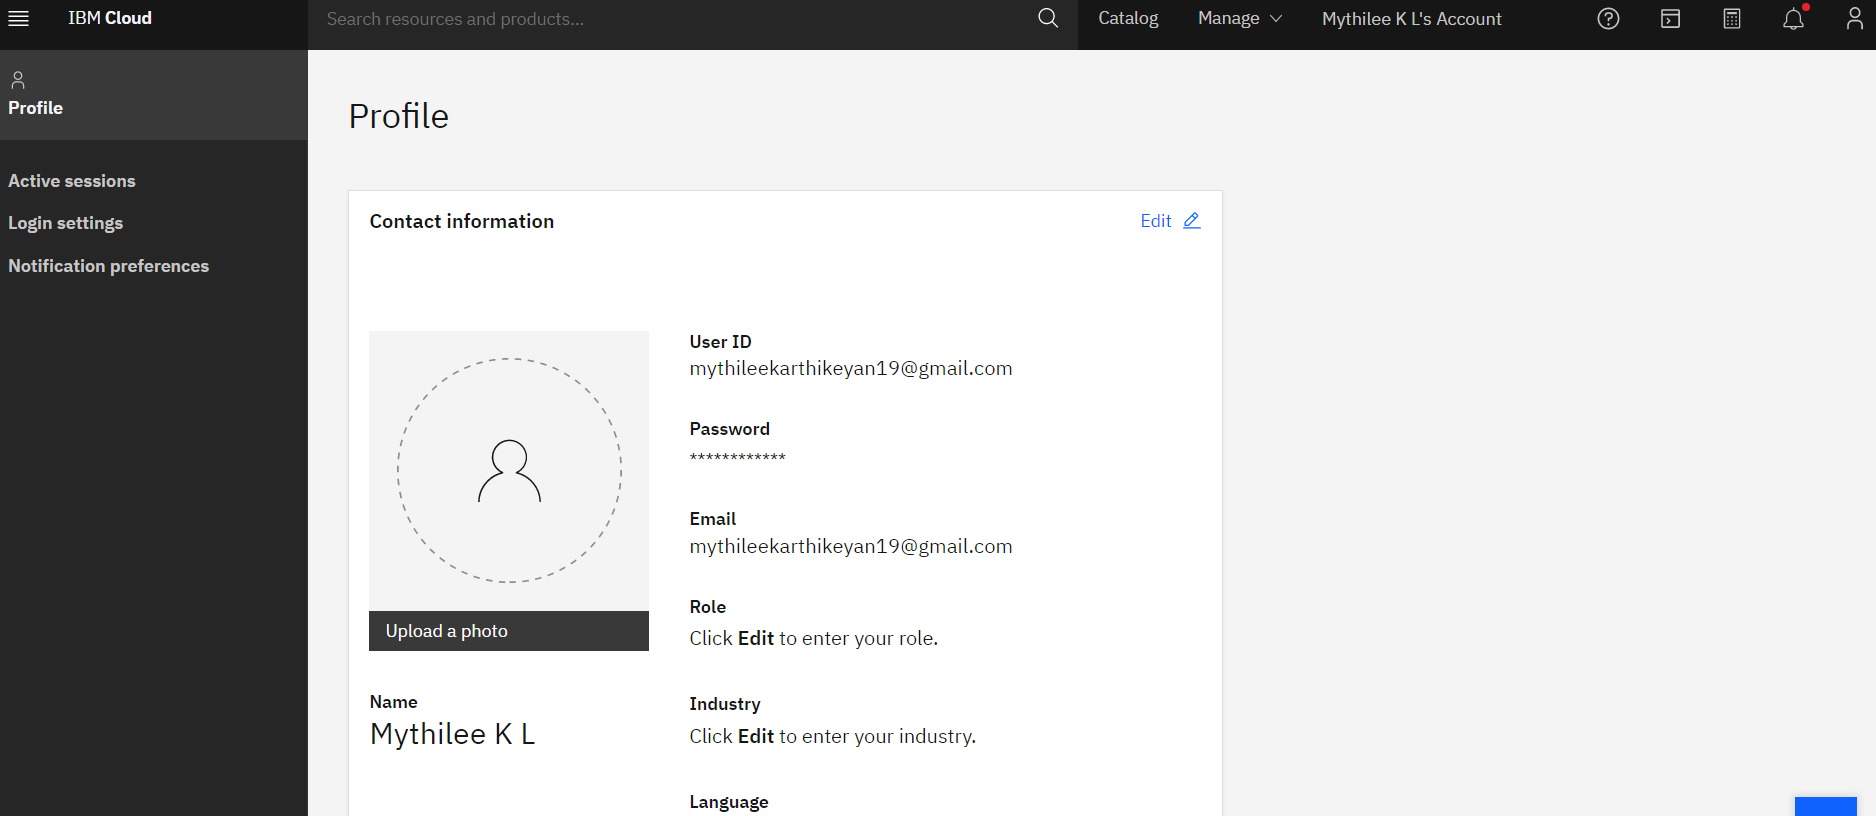 IBM Cloud
Search resources and products...
Catalog
Manage
Mythilee K L's Account
Profile
Active sessions
Login settings
Notification preferences
Profile
Contact information
Edit
Upload a photo
Name
Mythilee K L
User ID
mythileekarthikeyan19@gmail.com
Password
************
Email
mythileekarthikeyan19@gmail.com
Role
Click Edit to enter your role.
Industry
Click Edit to enter your industry.
Language